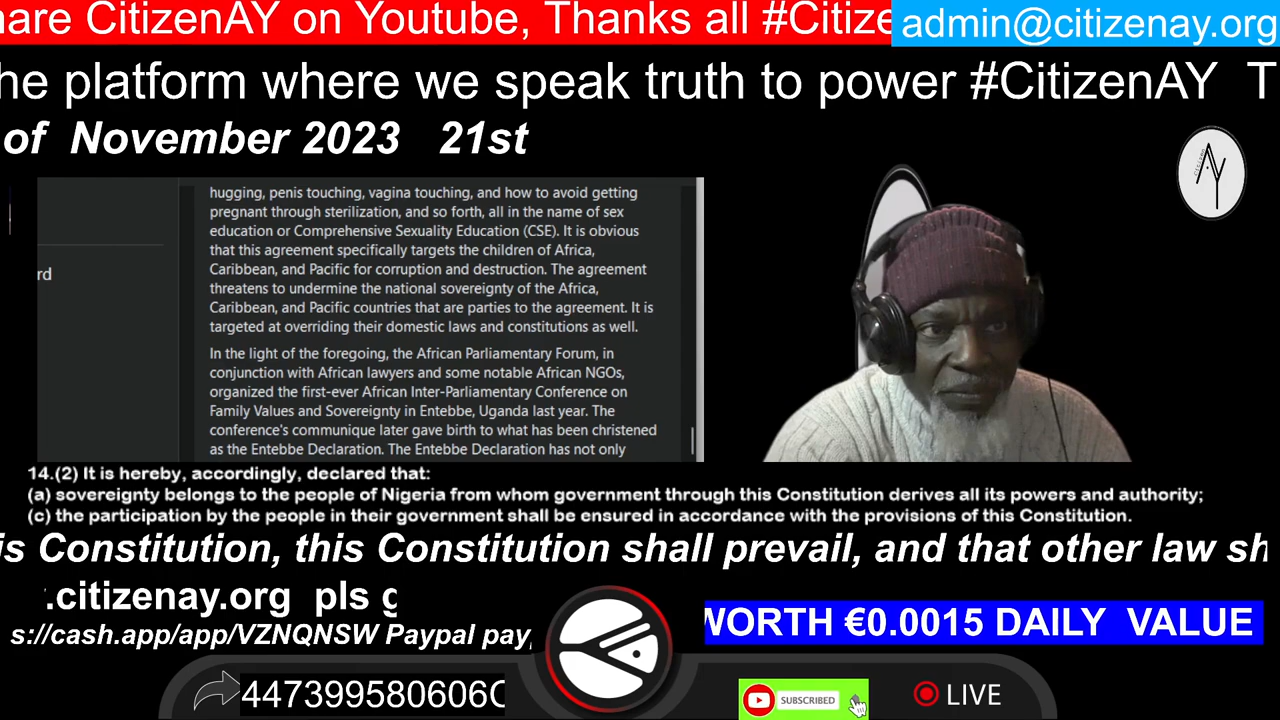 hare CitizenAY on Youtube, Thanks all #Citize
admin@citizenay.org
he platform where we speak truth to power #CitizenAY T
of November 2023 21st
AY
hugging, penis touching, vagina touching, and how to avoid getting
pregnant through sterilization, and so forth, all in the name of sex
education or Comprehensive Sexuality Education (CSE). It is obvious
that this agreement specifically targets the children of Africa,
Caribbean, and Pacific for corruption and destruction. The agreement
threatens to undermine the national sovereignty of the Africa,
Caribbean, and Pacific countries that are parties to the agreement. It is
targeted at overriding their domestic laws and constitutions as well.
rd
In the light of the foregoing, the African Parliamentary Forum, in
conjunction with African lawyers and some notable African NGOs,
organized the first-ever African Inter-Parliamentary Conference on
Family Values and Sovereignty in Entebbe, Uganda last year. The
conference's communique later gave birth to what has been christened
as the Entebbe Declaration. The Entebbe Declaration has not only
14.(2) It is hereby, accordingly, declared that:
(a) sovereignty belongs to the people of Nigeria from whom government through this Constitution derives all its powers and authority;
(c) the participation by the people in their government shall be ensured in accordance with the provisions of this Constitution.
is Constitution, this Constitution shall prevail, and that other law sh
.citizenay.org pls g
s://cash.app/app/VZNQNSW Paypal pay
WORTH €0.0015 DAILY VALUE
447399580606
SUBSCRIBED
LIVE